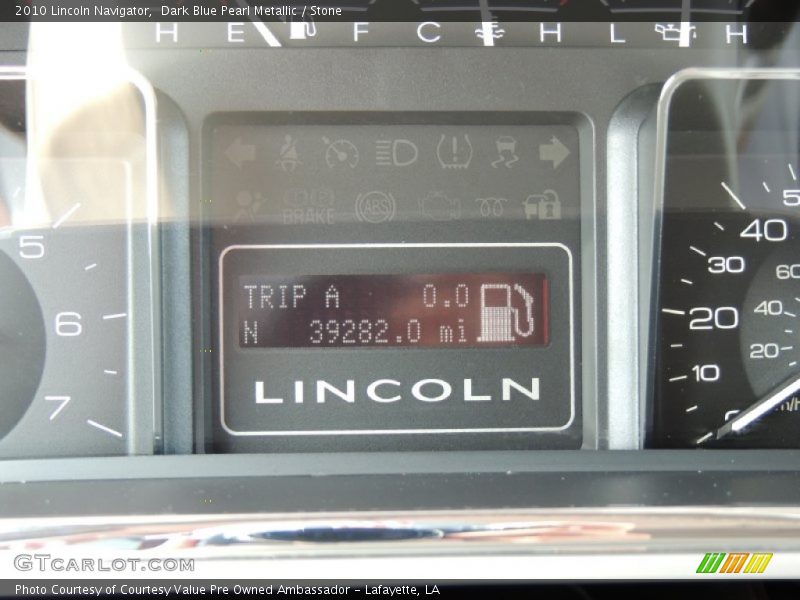 2010 Lincoln Navigator, Dark Blue Pearl Metallic / Stone
H E F C H L H
BRAKE
ABS
5
6
7
TRIP A 0.0
N 39282.0 mi
LINCOLN
5
40
30
20
10
0
60
40
20
GTCARLOT.COM
Photo Courtesy of Courtesy Value Pre Owned Ambassador - Lafayette, LA